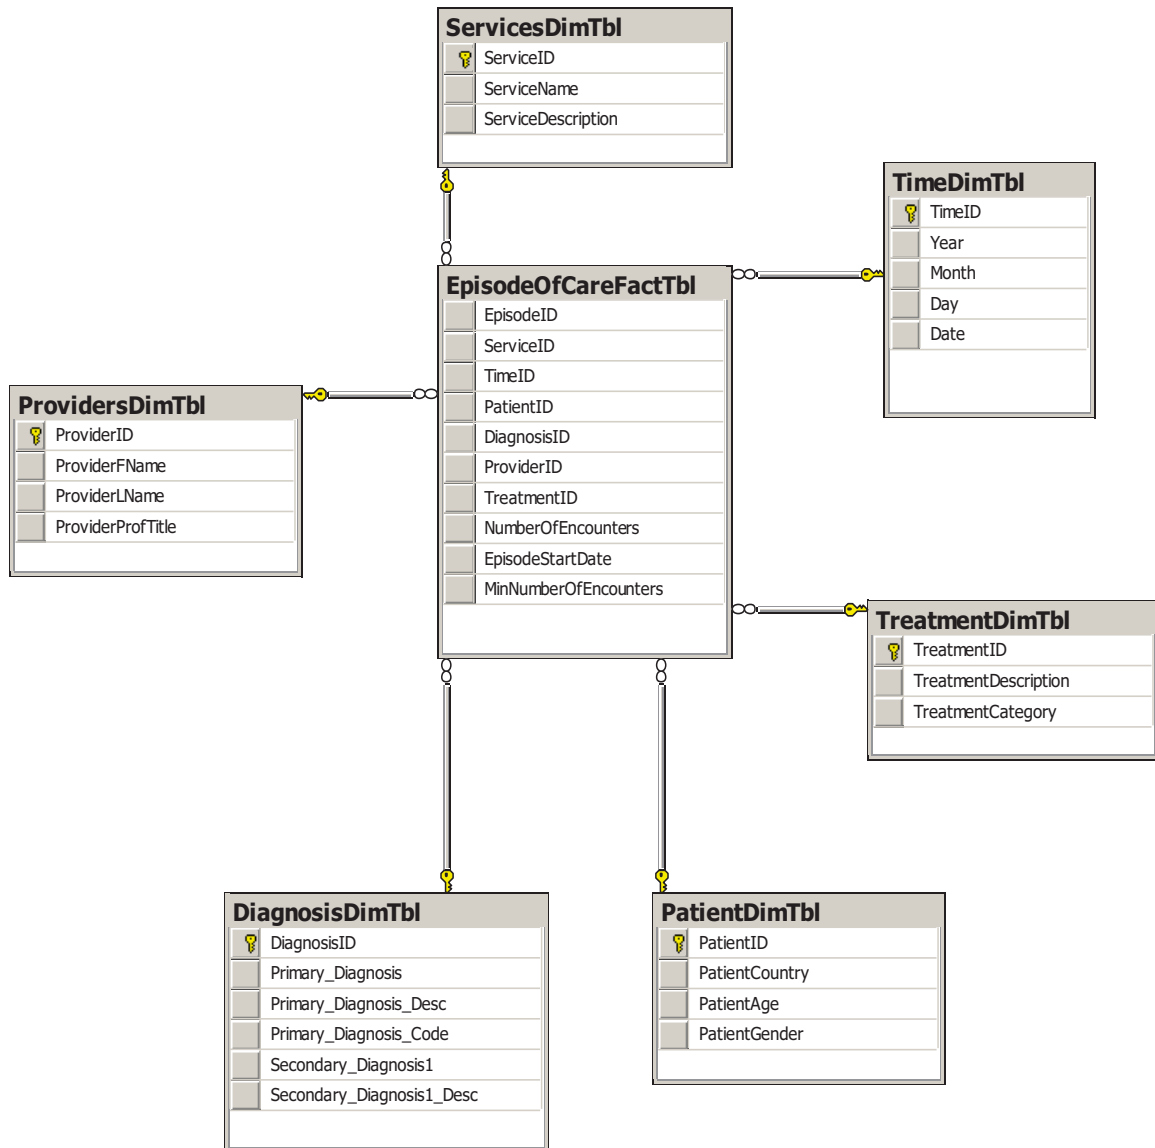 ServicesDimTbl
ServiceID
ServiceName
ServiceDescription
TimeDimTbl
TimeID
Year
Month
Day
Date
EpisodeOfCareFactTbl
EpisodeID
ServiceID
TimeID
PatientID
DiagnosisID
ProviderID
TreatmentID
NumberOfEncounters
EpisodeStartDate
MinNumberOfEncounters
ProvidersDimTbl
ProviderID
ProviderFName
ProviderLName
ProviderProfTitle
TreatmentDimTbl
TreatmentID
TreatmentDescription
TreatmentCategory
DiagnosisDimTbl
DiagnosisID
Primary_Diagnosis
Primary_Diagnosis_Desc
Primary_Diagnosis_Code
Secondary_Diagnosis1
Secondary_Diagnosis1_Desc
PatientDimTbl
PatientID
PatientCountry
PatientAge
PatientGender